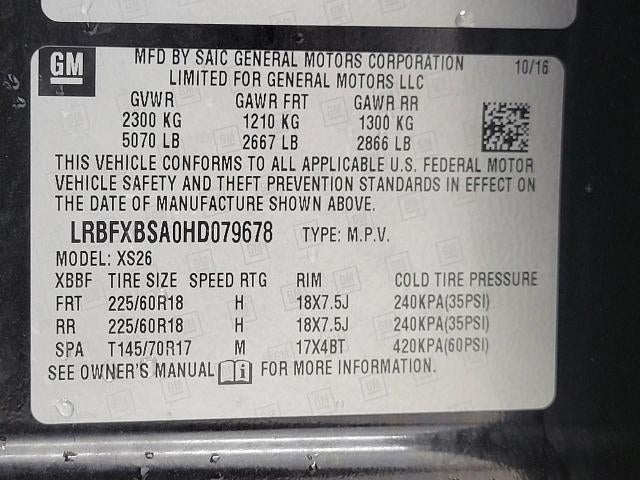 GM
MFD BY SAIC GENERAL MOTORS CORPORATION
LIMITED FOR GENERAL MOTORS LLC
10/16
GVWR GAWR FRT GAWR RR
2300 KG 1210 KG 1300 KG
5070 LB 2667 LB 2866 LB
THIS VEHICLE CONFORMS TO ALL APPLICABLE U.S. FEDERAL MOTOR
VEHICLE SAFETY AND THEFT PREVENTION STANDARDS IN EFFECT ON
THE DATE OF MANUFACTURE SHOWN ABOVE.
LRBFXBSA0HD079678 TYPE: M.P.V.
MODEL: XS26
XBBF TIRE SIZE SPEED RTG RIM COLD TIRE PRESSURE
FRT 225/60R18 H 18X7.5J 240KPA(35PSI)
RR 225/60R18 H 18X7.5J 240KPA(35PSI)
SPA T145/70R17 M 17X4BT 420KPA(60PSI)
SEE OWNER'S MANUAL FOR MORE INFORMATION.